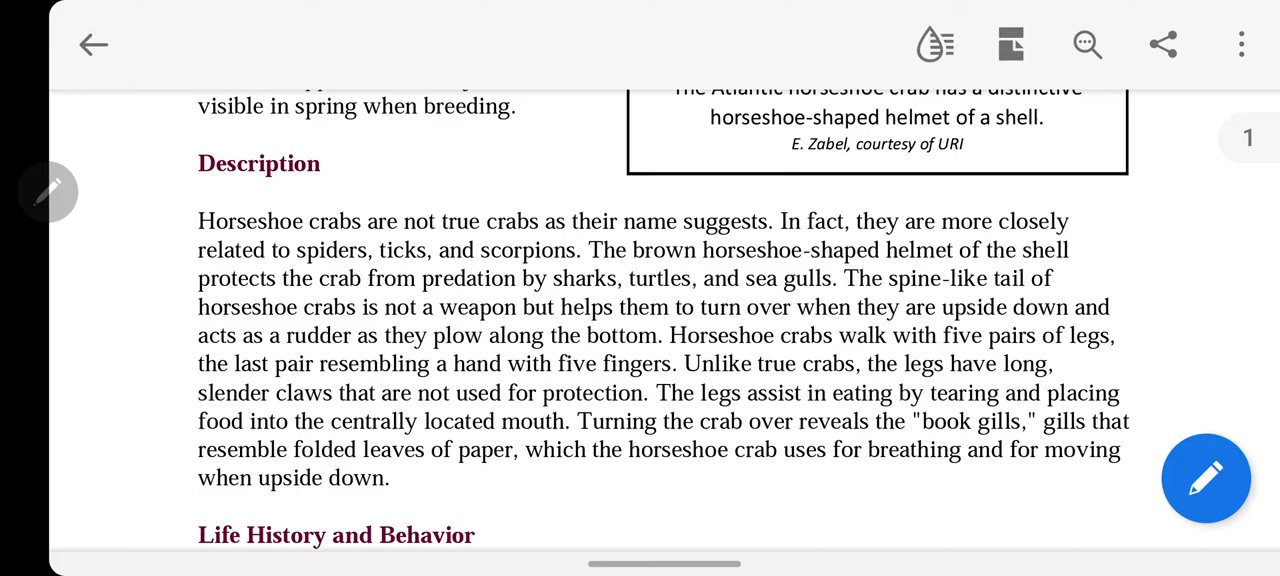 visible in spring when breeding.
The Atlantic horseshoe crab has a distinctive
horseshoe-shaped helmet of a shell.
E. Zabel, courtesy of URI
1
Description
Horseshoe crabs are not true crabs as their name suggests. In fact, they are more closely
related to spiders, ticks, and scorpions. The brown horseshoe-shaped helmet of the shell
protects the crab from predation by sharks, turtles, and sea gulls. The spine-like tail of
horseshoe crabs is not a weapon but helps them to turn over when they are upside down and
acts as a rudder as they plow along the bottom. Horseshoe crabs walk with five pairs of legs,
the last pair resembling a hand with five fingers. Unlike true crabs, the legs have long,
slender claws that are not used for protection. The legs assist in eating by tearing and placing
food into the centrally located mouth. Turning the crab over reveals the "book gills," gills that
resemble folded leaves of paper, which the horseshoe crab uses for breathing and for moving
when upside down.
Life History and Behavior